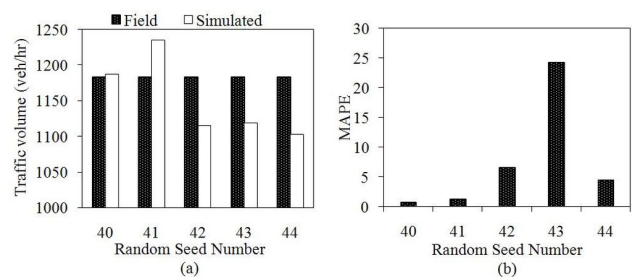 Field Simulated
Traffic volume (veh/hr)
1250
1200
1150
1100
1050
1000
40 41 42 43 44
Random Seed Number
(a)
MAPE
30
25
20
15
10
5
0
40 41 42 43 44
Random Seed Number
(b)